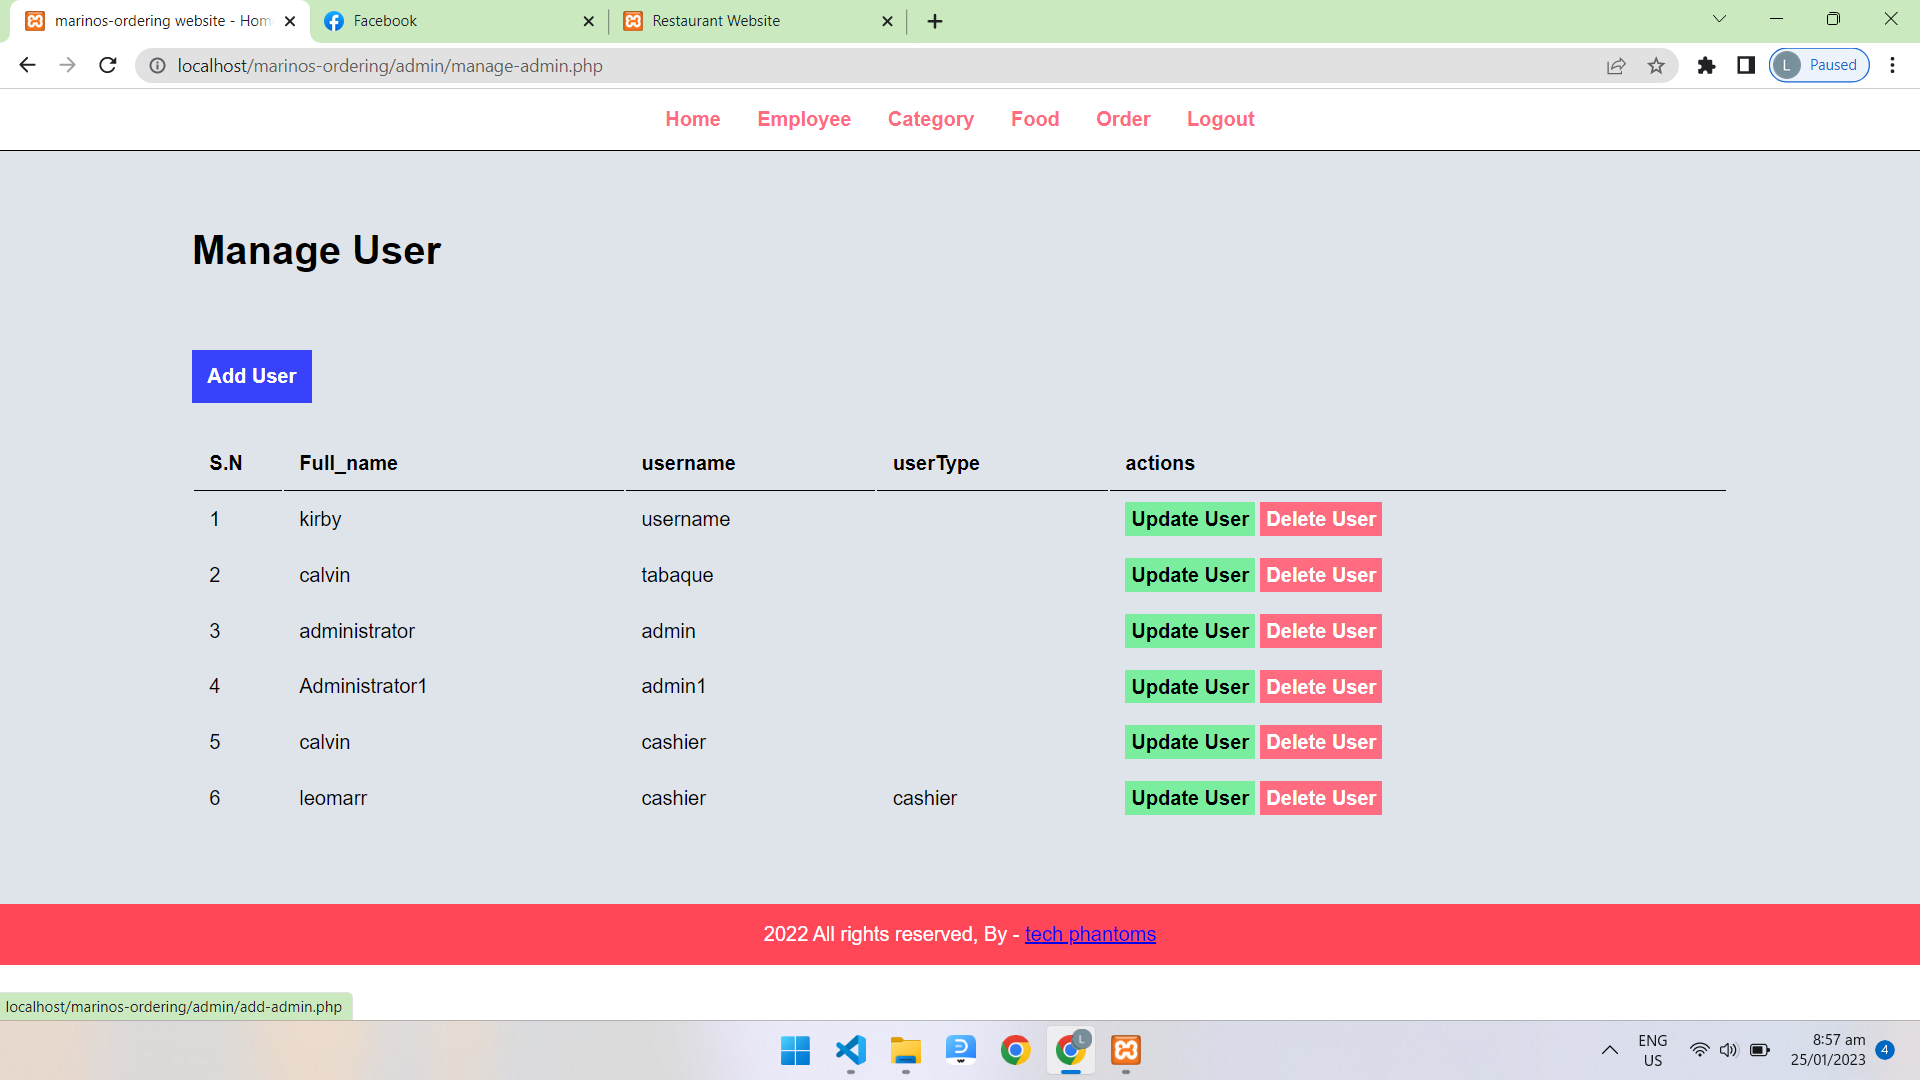 marinos-ordering website - Hom
Facebook
Restaurant Website
localhost/marinos-ordering/admin/manage-admin.php
L Paused
Home Employee Category Food Order Logout
Manage User
Add User
S.N Full_name username userType actions
1 kirby username Update User Delete User
2 calvin tabaque Update User Delete User
3 administrator admin Update User Delete User
4 Administrator1 admin1 Update User Delete User
5 calvin cashier Update User Delete User
6 leomarr cashier cashier Update User Delete User
2022 All rights reserved, By - tech phantoms
localhost/marinos-ordering/admin/add-admin.php
L
ENG
US
8:57 am
25/01/2023
4